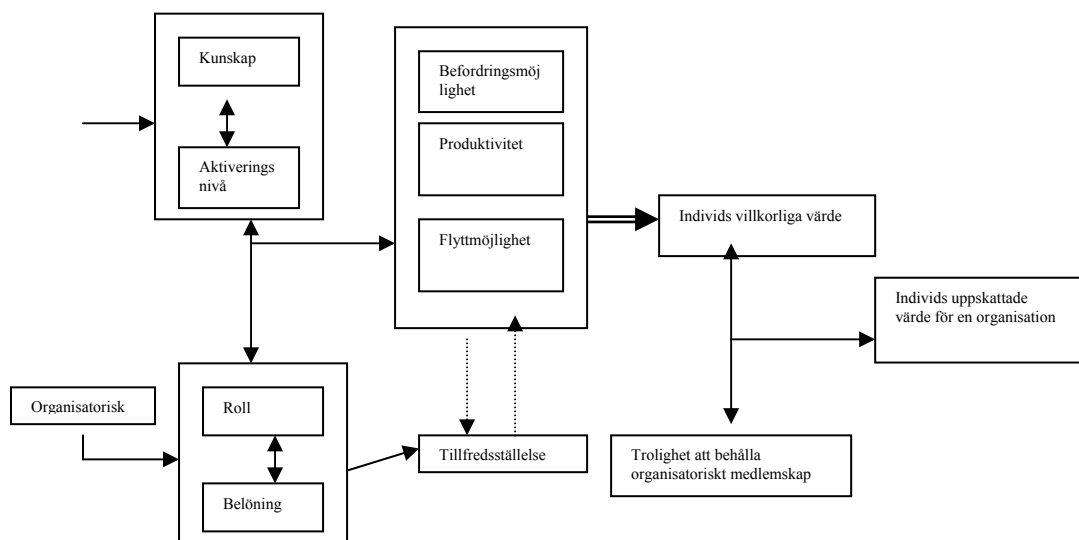 Kunskap
Aktiverings
nivå
Befordringsmöj
lighet
Produktivitet
Flyttmöjlighet
Individs villkorliga värde
Individs uppskattade
värde för en organisation
Organisatorisk
Roll
Belöning
Tillfredsställelse
Trolighet att behålla
organisatoriskt medlemskap